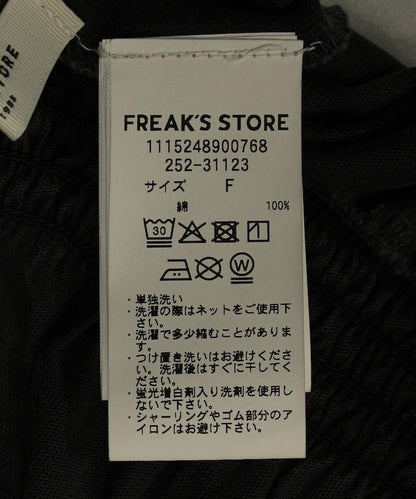 TORE
1986
FREAK'S STORE
1115248900768
252-31123
サイズ F
綿 100%
30
W
・単独洗い
・洗濯の際はネットをご使用下
さい。
・洗濯で多少縮むことがありま
す。
・つけ置き洗いはお避けくださ
い。洗濯後はすぐに干してく
ださい。
・蛍光増白剤入り洗剤を使用し
ないで下さい。
・シャーリングやゴム部分のア
イロンはお避け下さい。